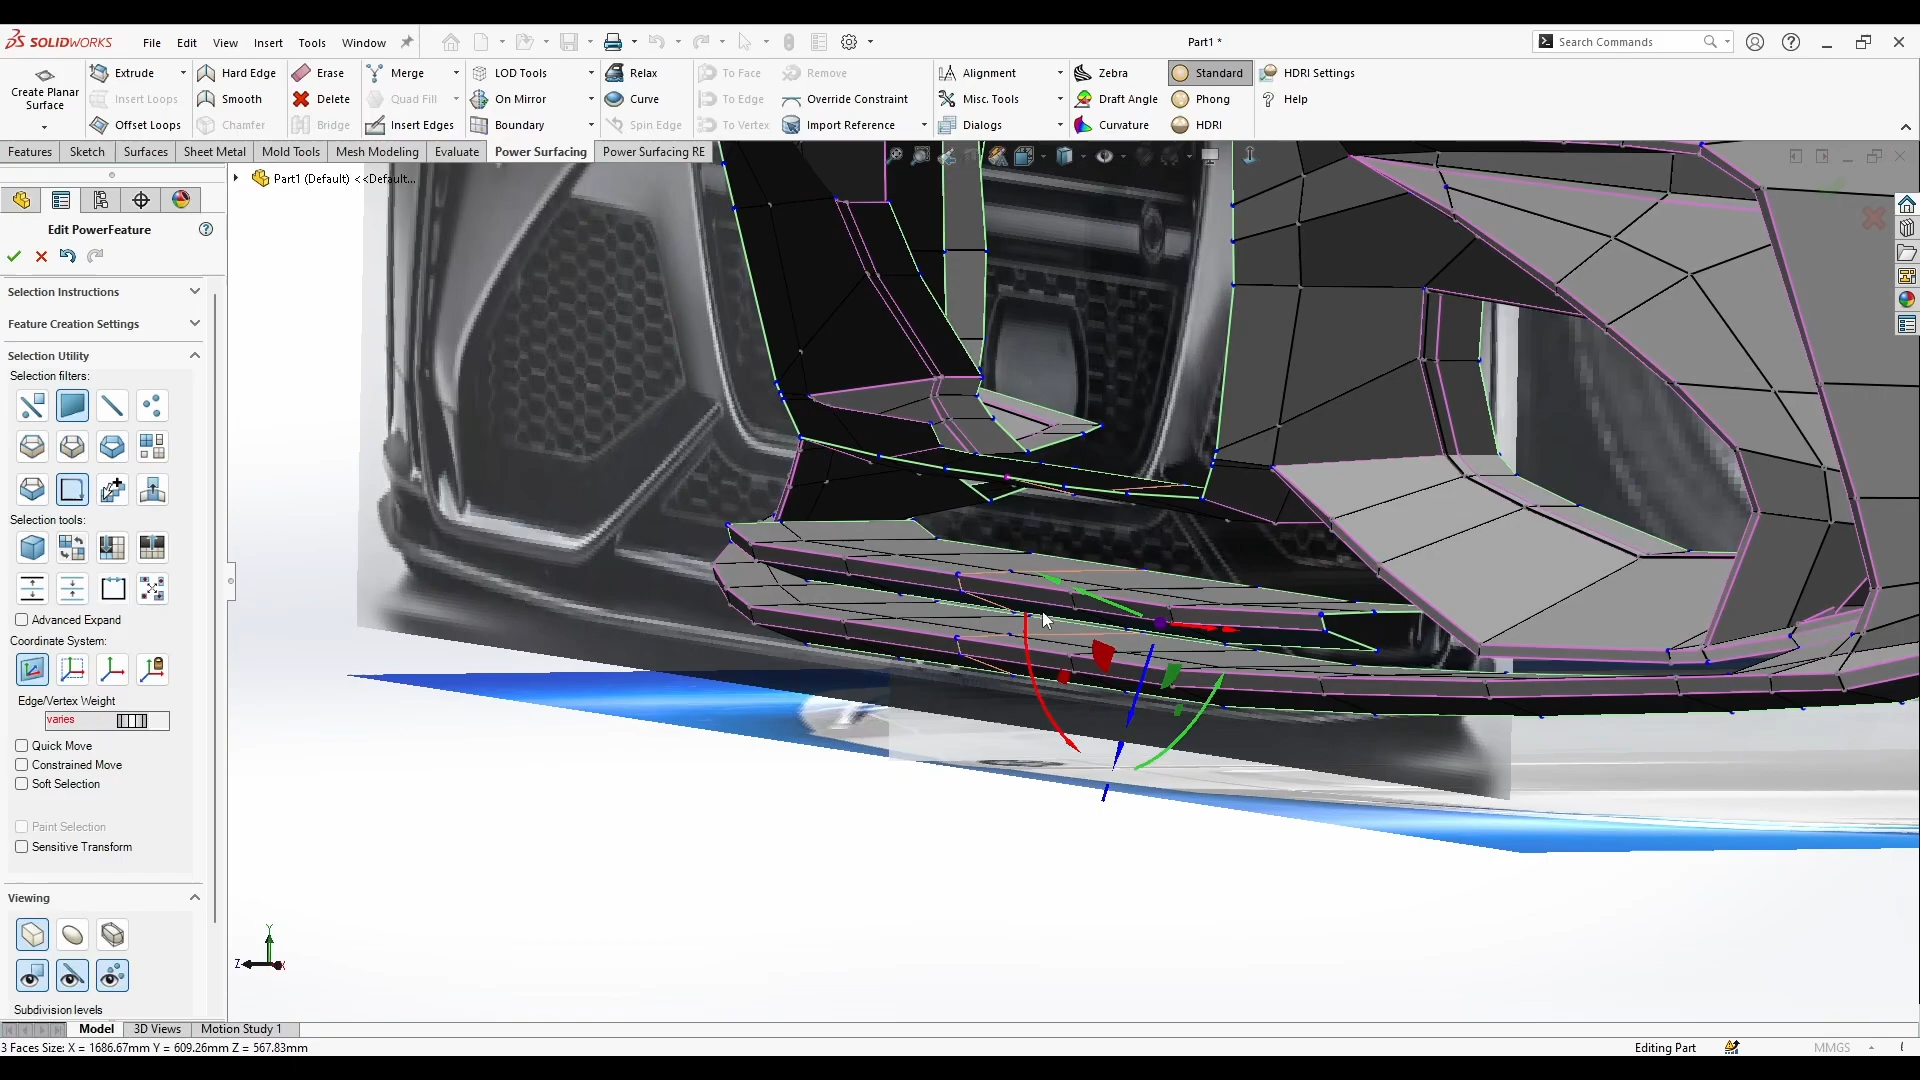 SOLIDWORKS File Edit View Insert Tools Window Part1 * Search Commands
Create Planar Surface
Extrude Hard Edge Erase Merge LOD Tools Relax To Face Remove Alignment Zebra Standard HDRI Settings
Insert Loops Smooth Delete Quad Fill On Mirror Curve To Edge Override Constraint Misc. Tools Draft Angle Phong Help
Offset Loops Chamfer Bridge Insert Edges Boundary Spin Edge To Vertex Import Reference Dialogs Curvature HDRI
Features Sketch Surfaces Sheet Metal Mold Tools Mesh Modeling Evaluate Power Surfacing Power Surfacing RE
Part1 (Default) <<Default...
Edit PowerFeature
Selection Instructions
Feature Creation Settings
Selection Utility
Selection filters:
Selection tools:
Advanced Expand
Coordinate System:
Edge/Vertex Weight
varies
Quick Move
Constrained Move
Soft Selection
Paint Selection
Sensitive Transform
Viewing
Subdivision levels
Y
Z
Model 3D Views Motion Study 1
3 Faces Size: X = 1686.67mm Y = 609.26mm Z = 567.83mm Editing Part MMGS